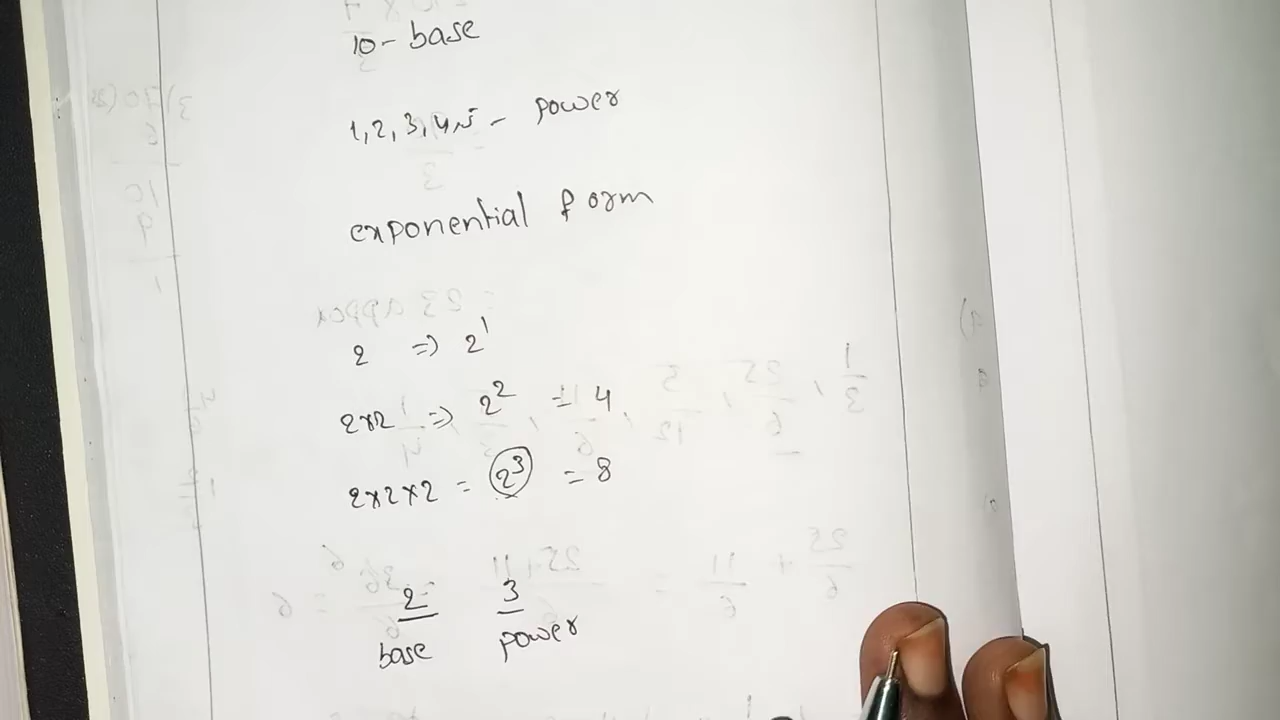 10 - base
1, 2, 3, 4, 5 - power
exponential form
2 => 2¹
2×2 => 2² = 4
2×2×2 = 2³ = 8
2 3
base power